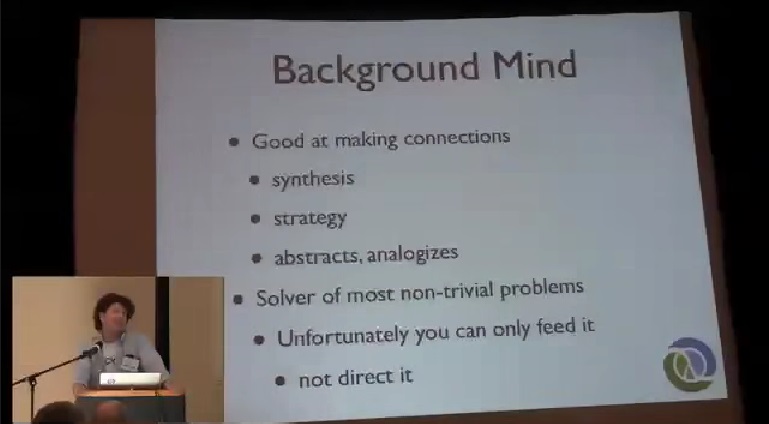 Background Mind
Good at making connections
synthesis
strategy
abstracts, analogizes
Solver of most non-trivial problems
Unfortunately you can only feed it
not direct it